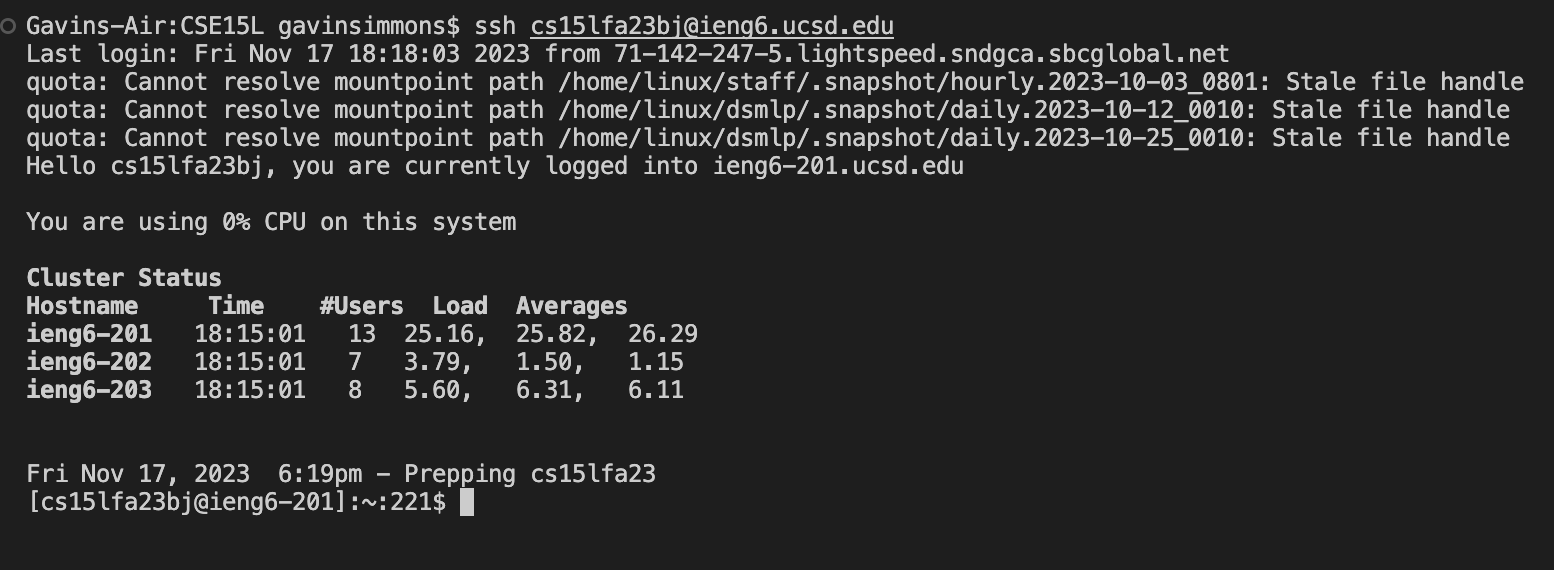 Gavins-Air:CSE15L gavinsimmons$ ssh cs15lfa23bj@ieng6.ucsd.edu
Last login: Fri Nov 17 18:18:03 2023 from 71-142-247-5.lightspeed.sndgca.sbcglobal.net
quota: Cannot resolve mountpoint path /home/linux/staff/.snapshot/hourly.2023-10-03_0801: Stale file handle
quota: Cannot resolve mountpoint path /home/linux/dsmlp/.snapshot/daily.2023-10-12_0010: Stale file handle
quota: Cannot resolve mountpoint path /home/linux/dsmlp/.snapshot/daily.2023-10-25_0010: Stale file handle
Hello cs15lfa23bj, you are currently logged into ieng6-201.ucsd.edu
You are using 0% CPU on this system
Cluster Status
Hostname     Time    #Users  Load  Averages
ieng6-201   18:15:01   13  25.16,  25.82,  26.29
ieng6-202   18:15:01   7   3.79,   1.50,   1.15
ieng6-203   18:15:01   8   5.60,   6.31,   6.11
Fri Nov 17, 2023  6:19pm - Prepping cs15lfa23
[cs15lfa23bj@ieng6-201]:~:221$